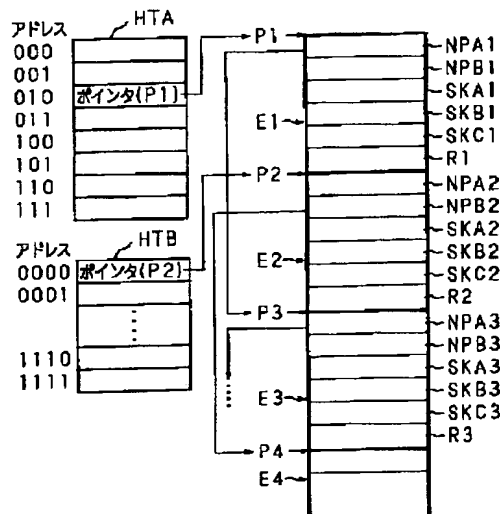 アドレス HTA
000
001
010 ポインタ(P1)
011
100
101
110
111
アドレス HTB
0000 ポインタ(P2)
0001
1110
1111
P1
NPA1
NPB1
SKA1
SKB1
E1
SKC1
R1
P2
NPA2
NPB2
SKA2
SKB2
E2
SKC2
R2
P3
NPA3
NPB3
SKA3
SKB3
E3
SKC3
R3
P4
E4